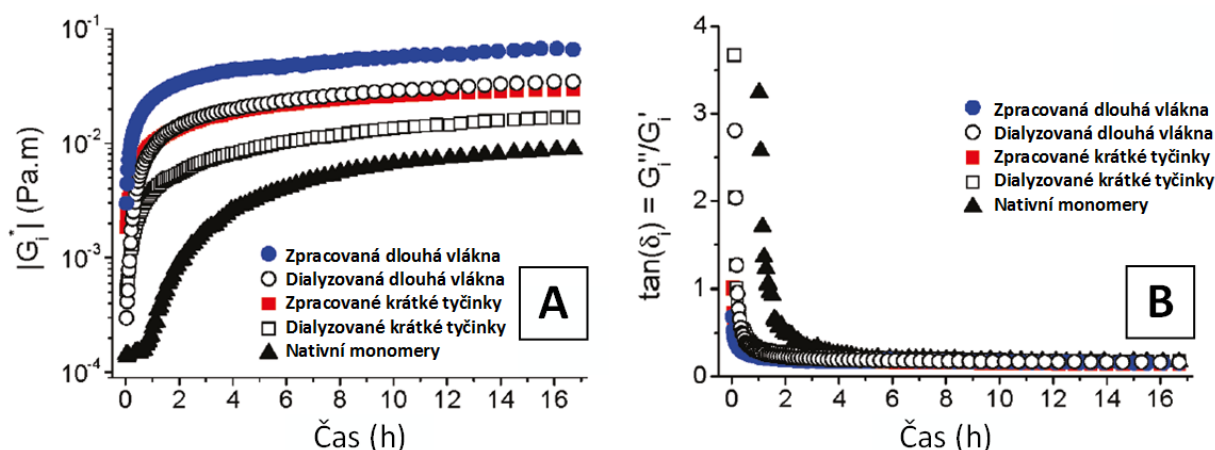 10⁻¹
10⁻²
10⁻³
10⁻⁴
|Gᵢ*| (Pa.m)
Zpracovaná dlouhá vlákna
Dialyzovaná dlouhá vlákna
Zpracované krátké tyčinky
Dialyzované krátké tyčinky
Nativní monomery
A
0 2 4 6 8 10 12 14 16
Čas (h)
4
3
2
1
0
tan(δᵢ) = Gᵢ''/Gᵢ'
Zpracovaná dlouhá vlákna
Dialyzovaná dlouhá vlákna
Zpracované krátké tyčinky
Dialyzované krátké tyčinky
Nativní monomery
B
0 2 4 6 8 10 12 14 16
Čas (h)